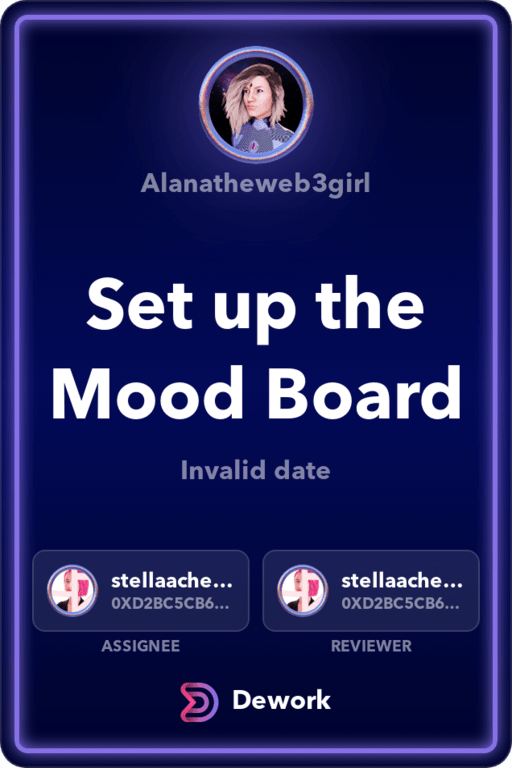 Alanatheweb3girl
Set up the
Mood Board
Invalid date
stellaache...
0XD2BC5CB6...
ASSIGNEE
stellaache...
0XD2BC5CB6...
REVIEWER
Dework